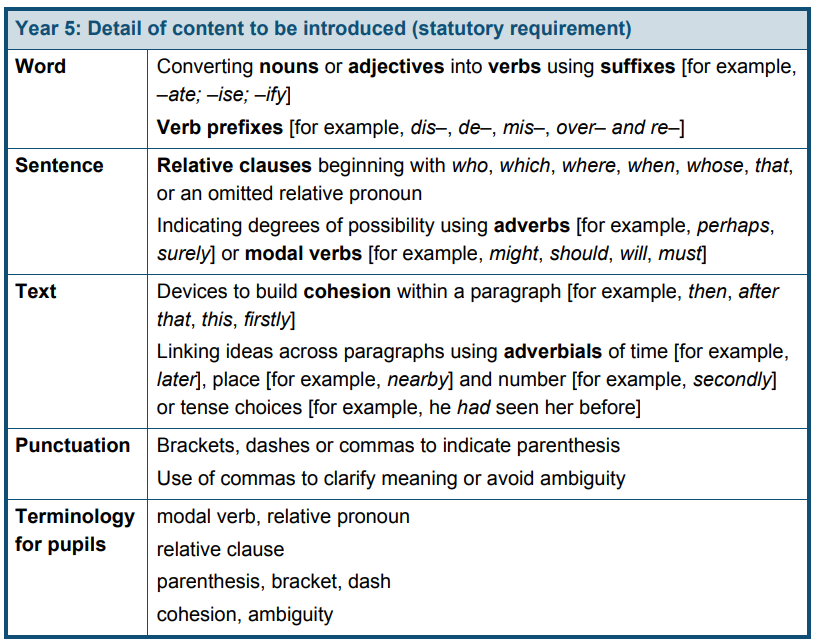 Year 5: Detail of content to be introduced (statutory requirement)
Word
Converting nouns or adjectives into verbs using suffixes [for example,
–ate; –ise; –ify]
Verb prefixes [for example, dis–, de–, mis–, over– and re–]
Sentence
Relative clauses beginning with who, which, where, when, whose, that,
or an omitted relative pronoun
Indicating degrees of possibility using adverbs [for example, perhaps,
surely] or modal verbs [for example, might, should, will, must]
Text
Devices to build cohesion within a paragraph [for example, then, after
that, this, firstly]
Linking ideas across paragraphs using adverbials of time [for example,
later], place [for example, nearby] and number [for example, secondly]
or tense choices [for example, he had seen her before]
Punctuation
Brackets, dashes or commas to indicate parenthesis
Use of commas to clarify meaning or avoid ambiguity
Terminology
for pupils
modal verb, relative pronoun
relative clause
parenthesis, bracket, dash
cohesion, ambiguity